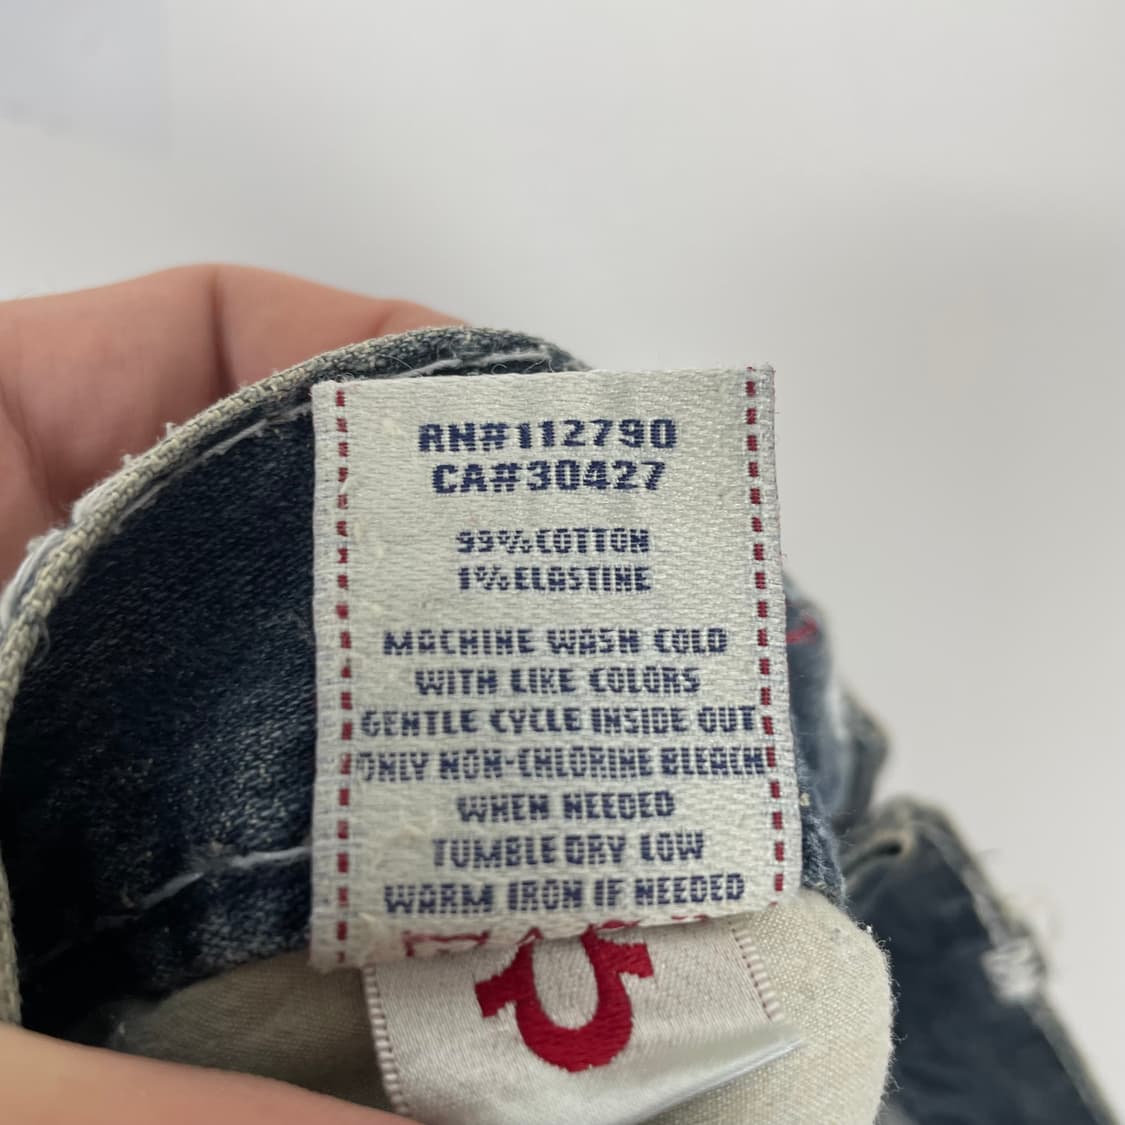 RN#112790
CA#30427
99% COTTON
1% ELASTINE
MACHINE WASH COLD
WITH LIKE COLORS
GENTLE CYCLE INSIDE OUT
ONLY NON-CHLORINE BLEACH
WHEN NEEDED
TUMBLE DRY LOW
WARM IRON IF NEEDED